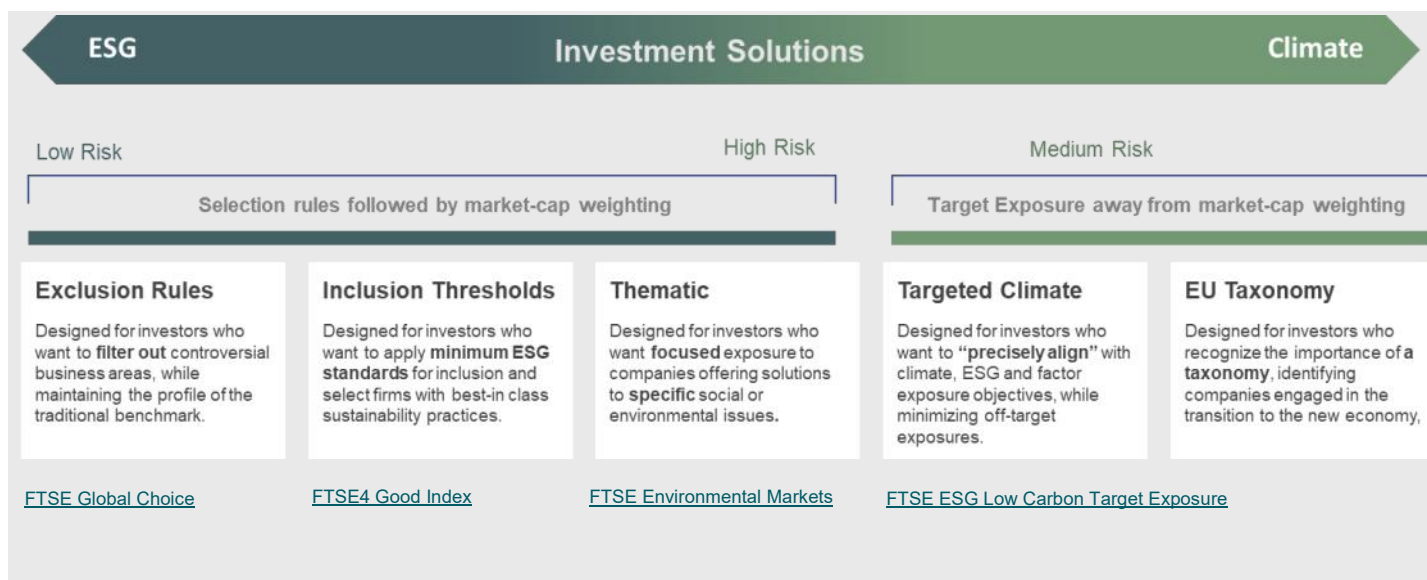 ESG
Investment Solutions
Climate
Low Risk
High Risk
Medium Risk
Selection rules followed by market-cap weighting
Target Exposure away from market-cap weighting
Exclusion Rules
Designed for investors who
want to filter out controversial
business areas, while
maintaining the profile of the
traditional benchmark.
Inclusion Thresholds
Designed for investors who
want to apply minimum ESG
standards for inclusion and
select firms with best-in class
sustainability practices.
Thematic
Designed for investors who
want focused exposure to
companies offering solutions
to specific social or
environmental issues.
Targeted Climate
Designed for investors who
want to “precisely align” with
climate, ESG and factor
exposure objectives, while
minimizing off-target
exposures.
EU Taxonomy
Designed for investors who
recognize the importance of a
taxonomy, identifying
companies engaged in the
transition to the new economy,
FTSE Global Choice
FTSE4 Good Index
FTSE Environmental Markets
FTSE ESG Low Carbon Target Exposure